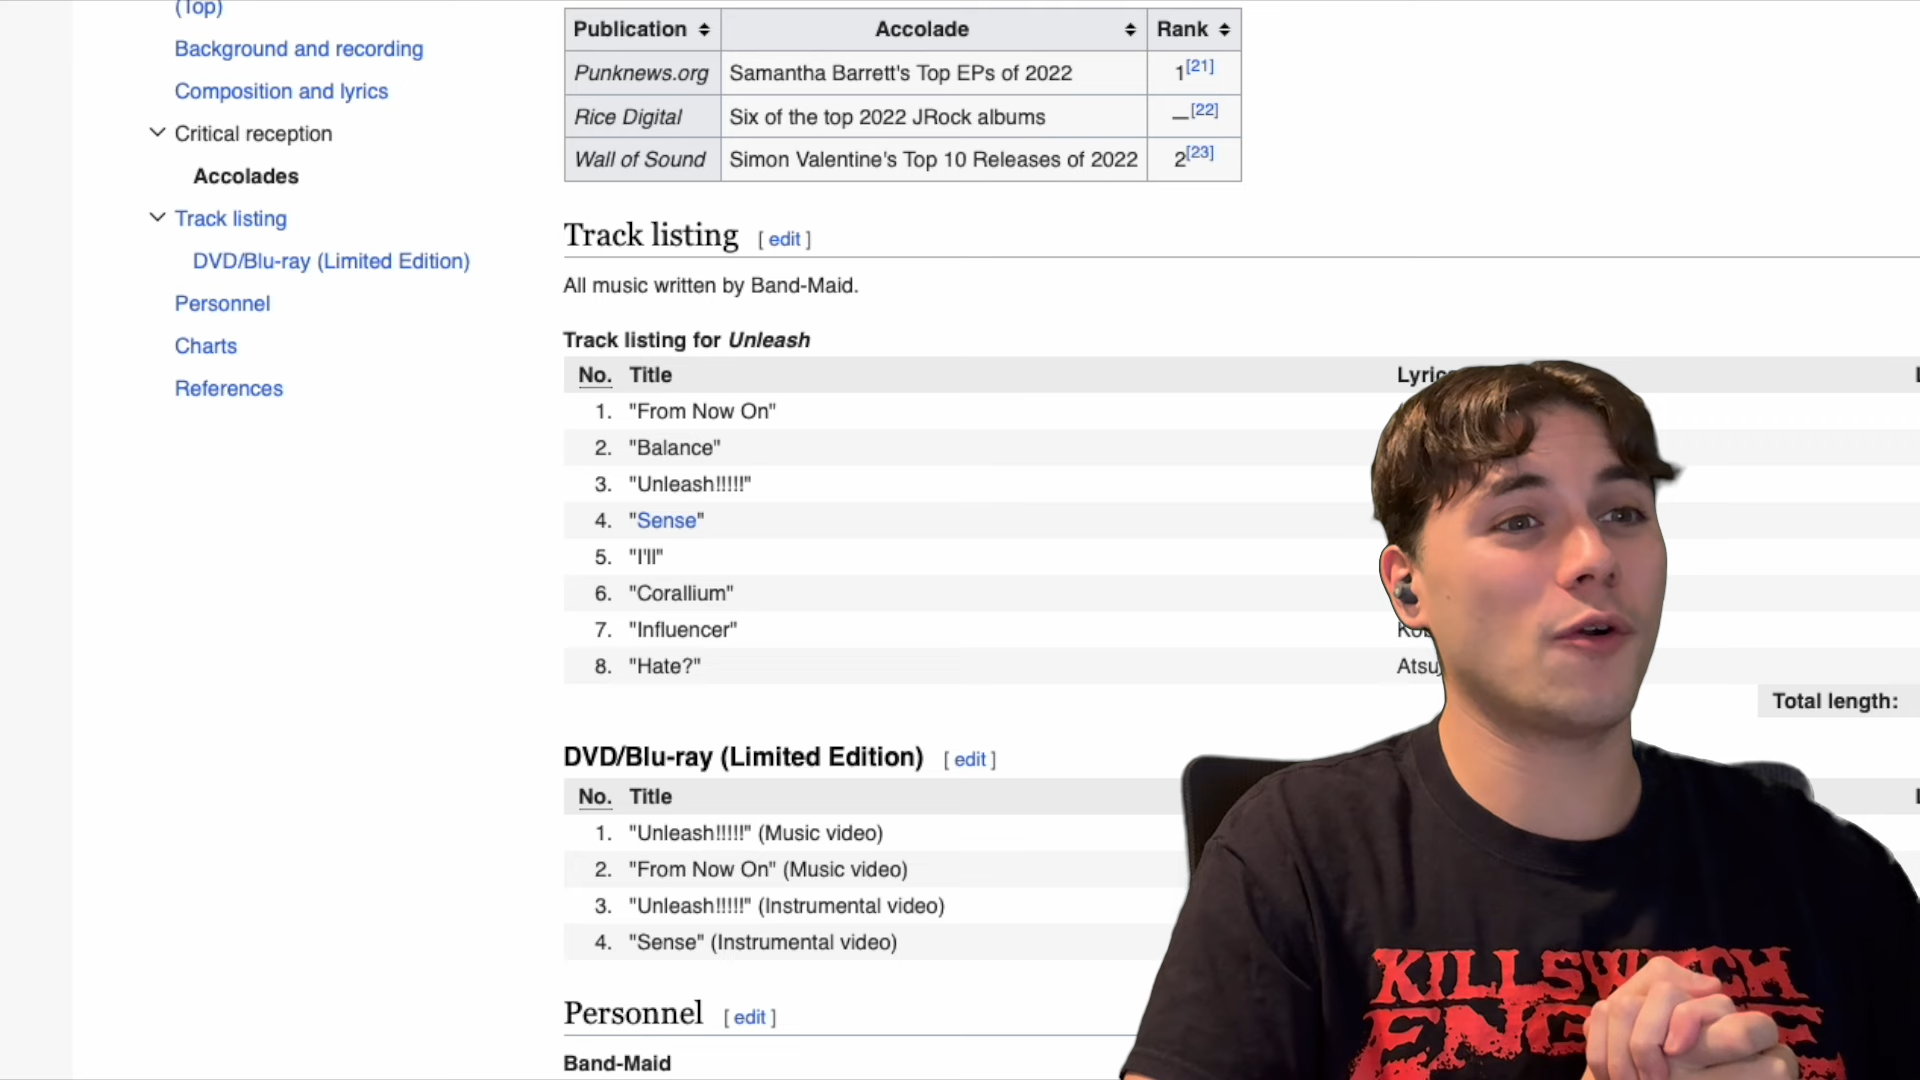 (Top)
Background and recording
Composition and lyrics
Critical reception
Accolades
Track listing
DVD/Blu-ray (Limited Edition)
Personnel
Charts
References
Publication Accolade Rank
Punknews.org Samantha Barrett's Top EPs of 2022 1[21]
Rice Digital Six of the top 2022 JRock albums —[22]
Wall of Sound Simon Valentine's Top 10 Releases of 2022 2[23]
Track listing [ edit ]
All music written by Band-Maid.
Track listing for Unleash
No. Title
1. "From Now On"
2. "Balance"
3. "Unleash!!!!!"
4. "Sense"
5. "I'll"
6. "Corallium"
7. "Influencer"
8. "Hate?"
Total length:
DVD/Blu-ray (Limited Edition) [ edit ]
No. Title
1. "Unleash!!!!!" (Music video)
2. "From Now On" (Music video)
3. "Unleash!!!!!" (Instrumental video)
4. "Sense" (Instrumental video)
Personnel [ edit ]
Band-Maid